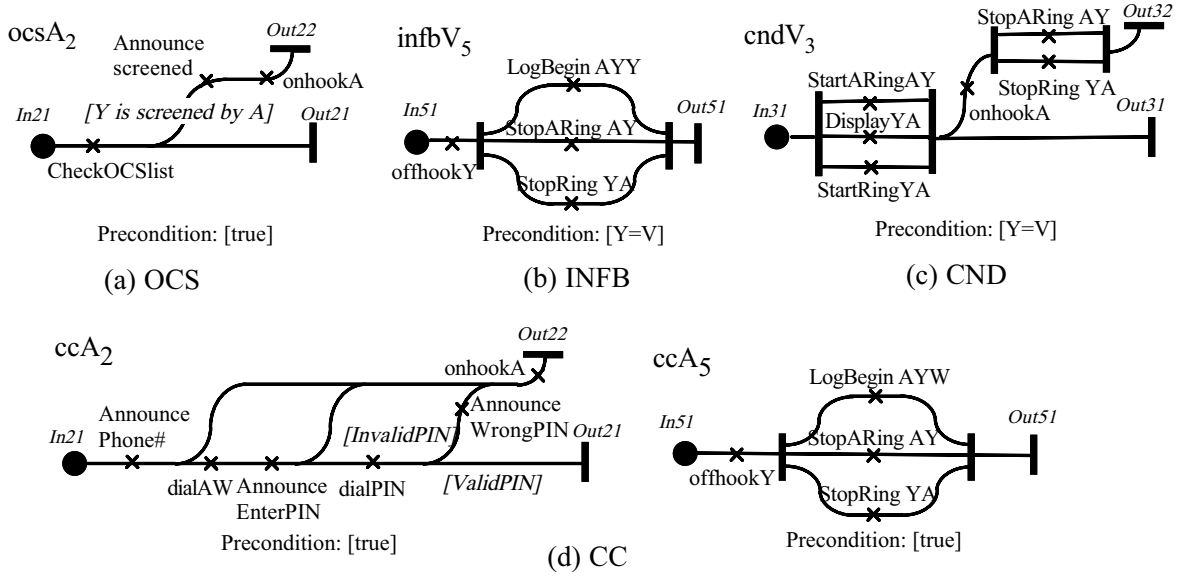 ocsA2
Announce
screened
Out22
onhookA
In21
[Y is screened by A]
Out21
CheckOCSlist
Precondition: [true]
(a) OCS
infbV5
LogBegin AYY
In51
StopARing AY
Out51
offhookY
StopRing YA
Precondition: [Y=V]
(b) INFB
cndV3
StopARing AY
Out32
StartARingAY
StopRing YA
onhookA
In31
DisplayYA
Out31
StartRingYA
Precondition: [Y=V]
(c) CND
ccA2
Out22
onhookA
Announce
Phone#
Announce
WrongPIN
In21
[InvalidPIN]
Out21
dialAW
Announce
EnterPIN
dialPIN
[ValidPIN]
Precondition: [true]
ccA5
LogBegin AYW
In51
StopARing AY
Out51
offhookY
StopRing YA
Precondition: [true]
(d) CC